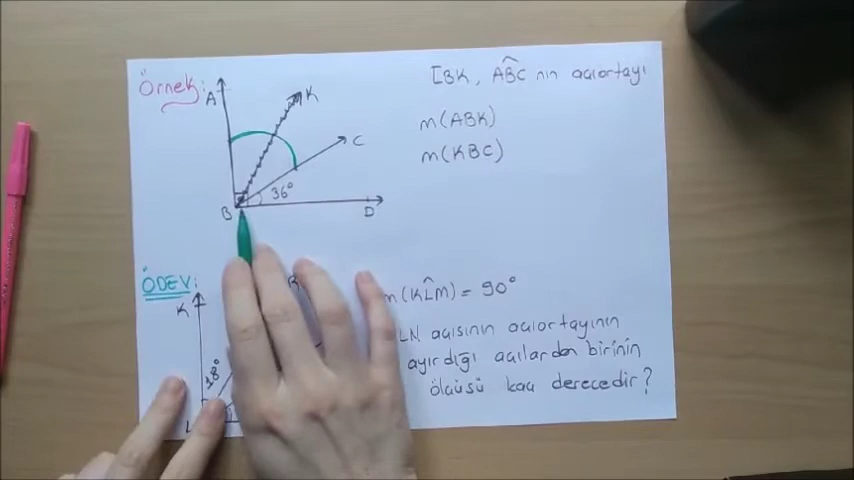 Örnek:
A
K
C
36°
B
D
[BK, ABC nın açıortayı
m(ABK)
m(KBC)
ÖDEV:
K
m(KLM) = 90°
LN açısının açıortayının
ayırdığı açılardan birinin
ölçüsü kaç derecedir?
18°
L